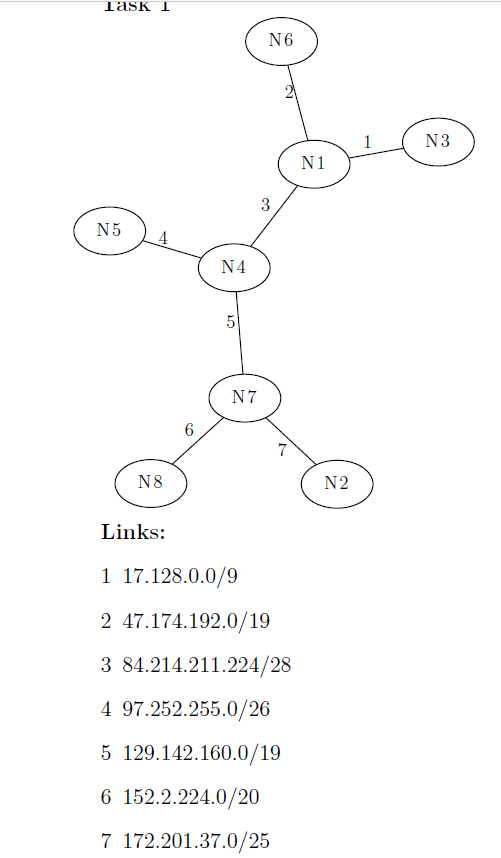 Task 1
N6
2
N3
1
N1
3
N5
4
N4
5
N7
6
7
N8
N2
Links:
1 17.128.0.0/9
2 47.174.192.0/19
3 84.214.211.224/28
4 97.252.255.0/26
5 129.142.160.0/19
6 152.2.224.0/20
7 172.201.37.0/25